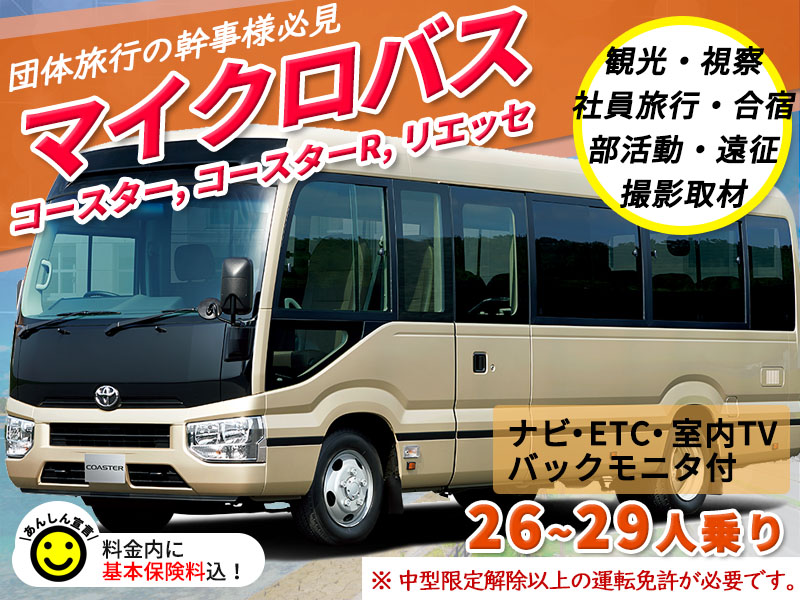 団体旅行の幹事様必見
マイクロバス
コースター, コースターR, リエッセ
観光・視察
社員旅行・合宿
部活動・遠征
撮影取材
COASTER
ナビ・ETC・室内TV
バックモニタ付
26~29人乗り
あんしん宣言
料金内に
基本保険料込！
※ 中型限定解除以上の運転免許が必要です。